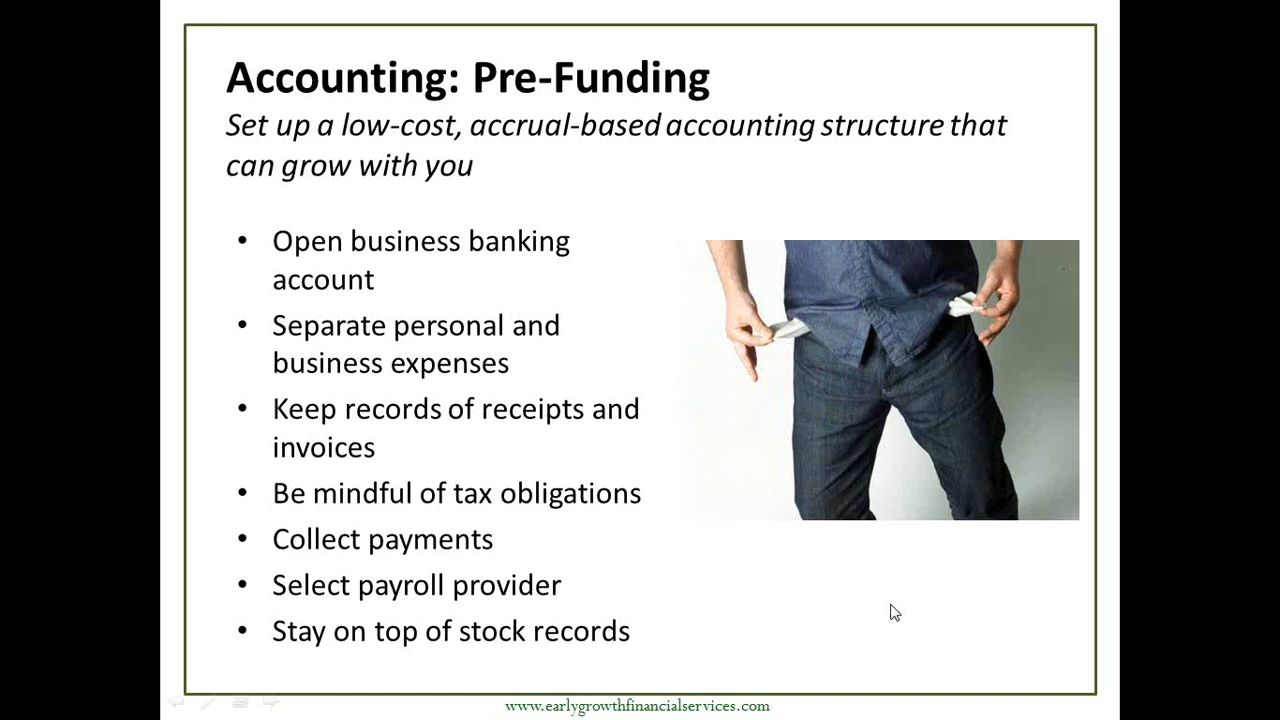 Accounting: Pre-Funding
Set up a low-cost, accrual-based accounting structure that
can grow with you
• Open business banking
account
• Separate personal and
business expenses
• Keep records of receipts and
invoices
• Be mindful of tax obligations
• Collect payments
• Select payroll provider
• Stay on top of stock records
www.earlygrowthfinancialservices.com